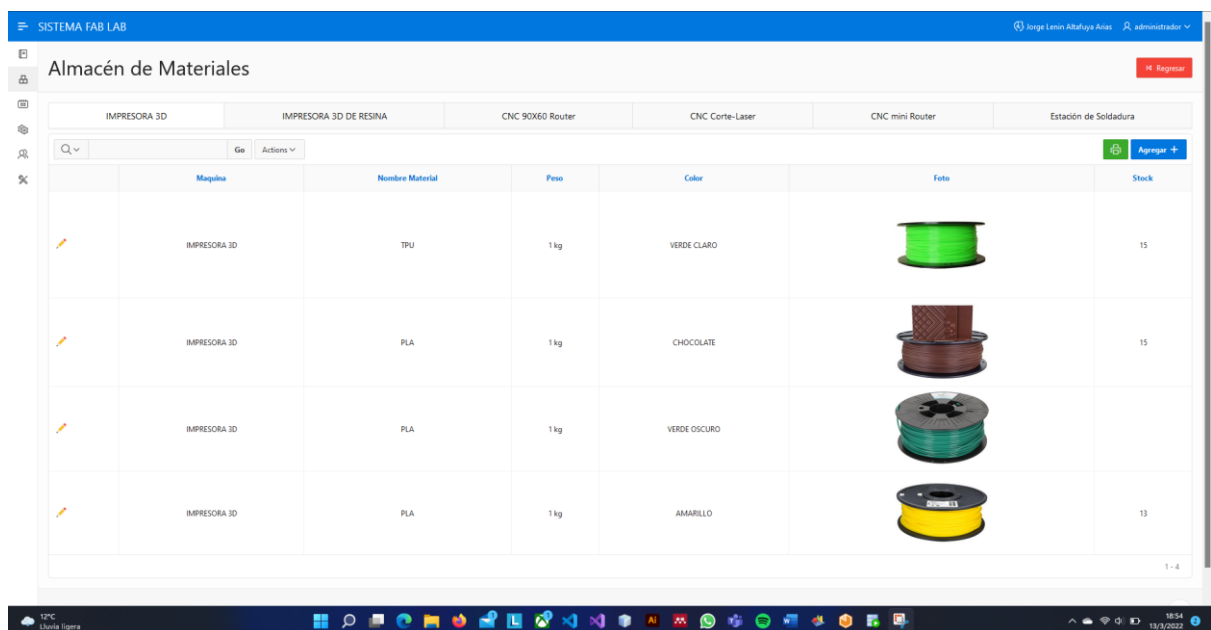 SISTEMA FAB LAB
Jorge Lenin Altafuya Arias administrador
Almacén de Materiales
Regresar
IMPRESORA 3D IMPRESORA 3D DE RESINA CNC 90X60 Router CNC Corte-Laser CNC mini Router Estación de Soldadura
Go Actions Agregar +
Maquina Nombre Material Peso Color Foto Stock
IMPRESORA 3D TPU 1 kg VERDE CLARO 15
IMPRESORA 3D PLA 1 kg CHOCOLATE 15
IMPRESORA 3D PLA 1 kg VERDE OSCURO
IMPRESORA 3D PLA 1 kg AMARILLO 13
1 - 4
12°C
Lluvia ligera
18:54
13/3/2022